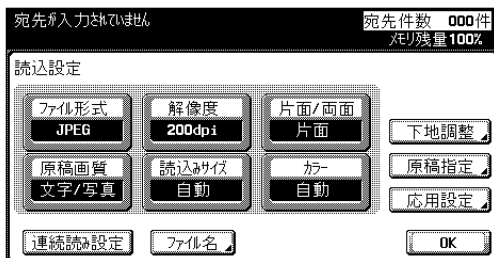 宛先が入力されていません
宛先件数 000件
メモリ残量100%
読込設定
ファイル形式 解像度 片面/両面
JPEG 200dpi 片面
下地調整
原稿画質 読込みサイズ カラー
文字/写真 自動 自動
原稿指定
応用設定
連続読み設定 ファイル名 OK